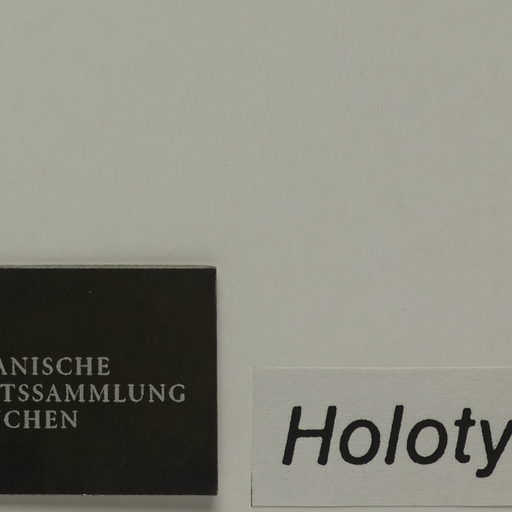 ANISCHE
TSSAMMLUNG
CHEN
Holoty